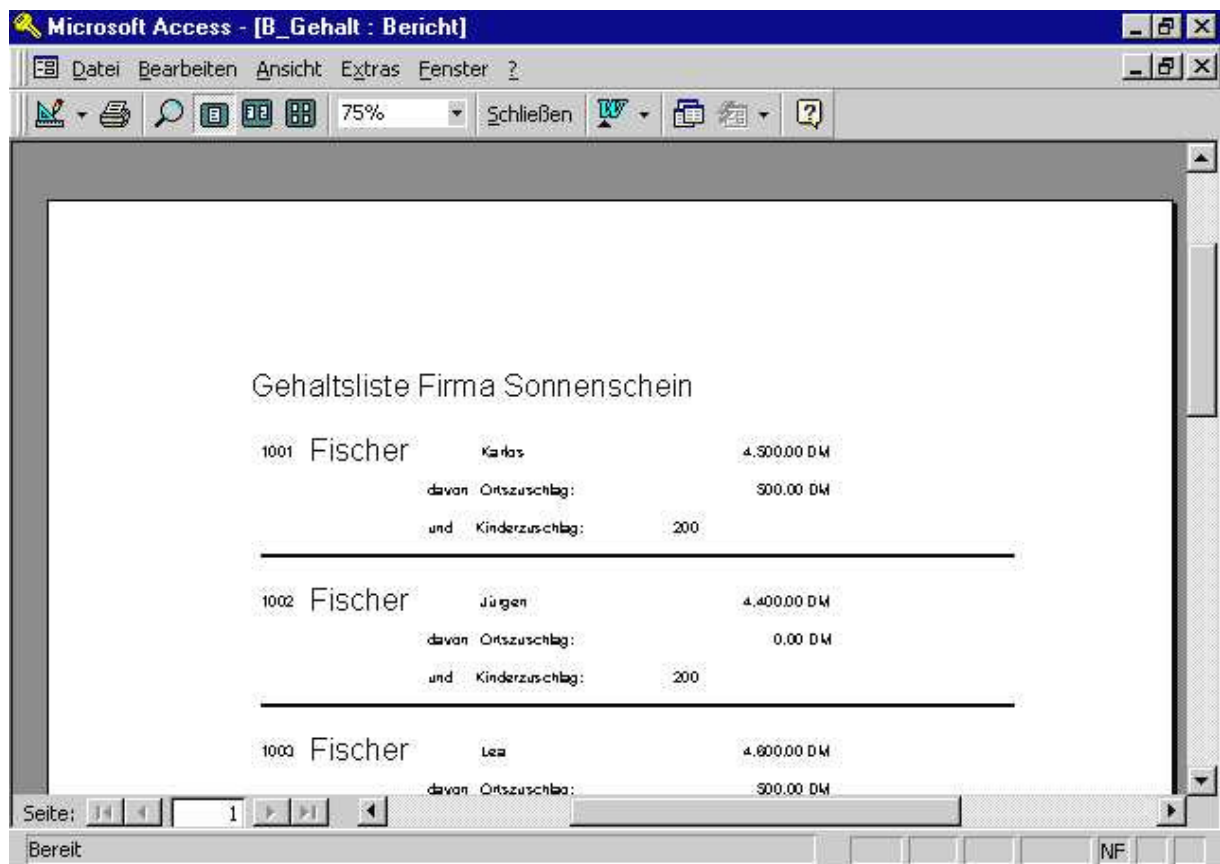 Microsoft Access - [B_Gehalt : Bericht]
Datei Bearbeiten Ansicht Extras Fenster ?
75% Schließen
Gehaltsliste Firma Sonnenschein
1001 Fischer Karlos 4.500,00 DM
davon Ortszuschlag: 500,00 DM
und Kinderzuschlag: 200
1002 Fischer Jürgen 4.400,00 DM
davon Ortszuschlag: 0,00 DM
und Kinderzuschlag: 200
1003 Fischer Lea 4.600,00 DM
davon Ortszuschlag: 500,00 DM
Seite: 1
Bereit NF